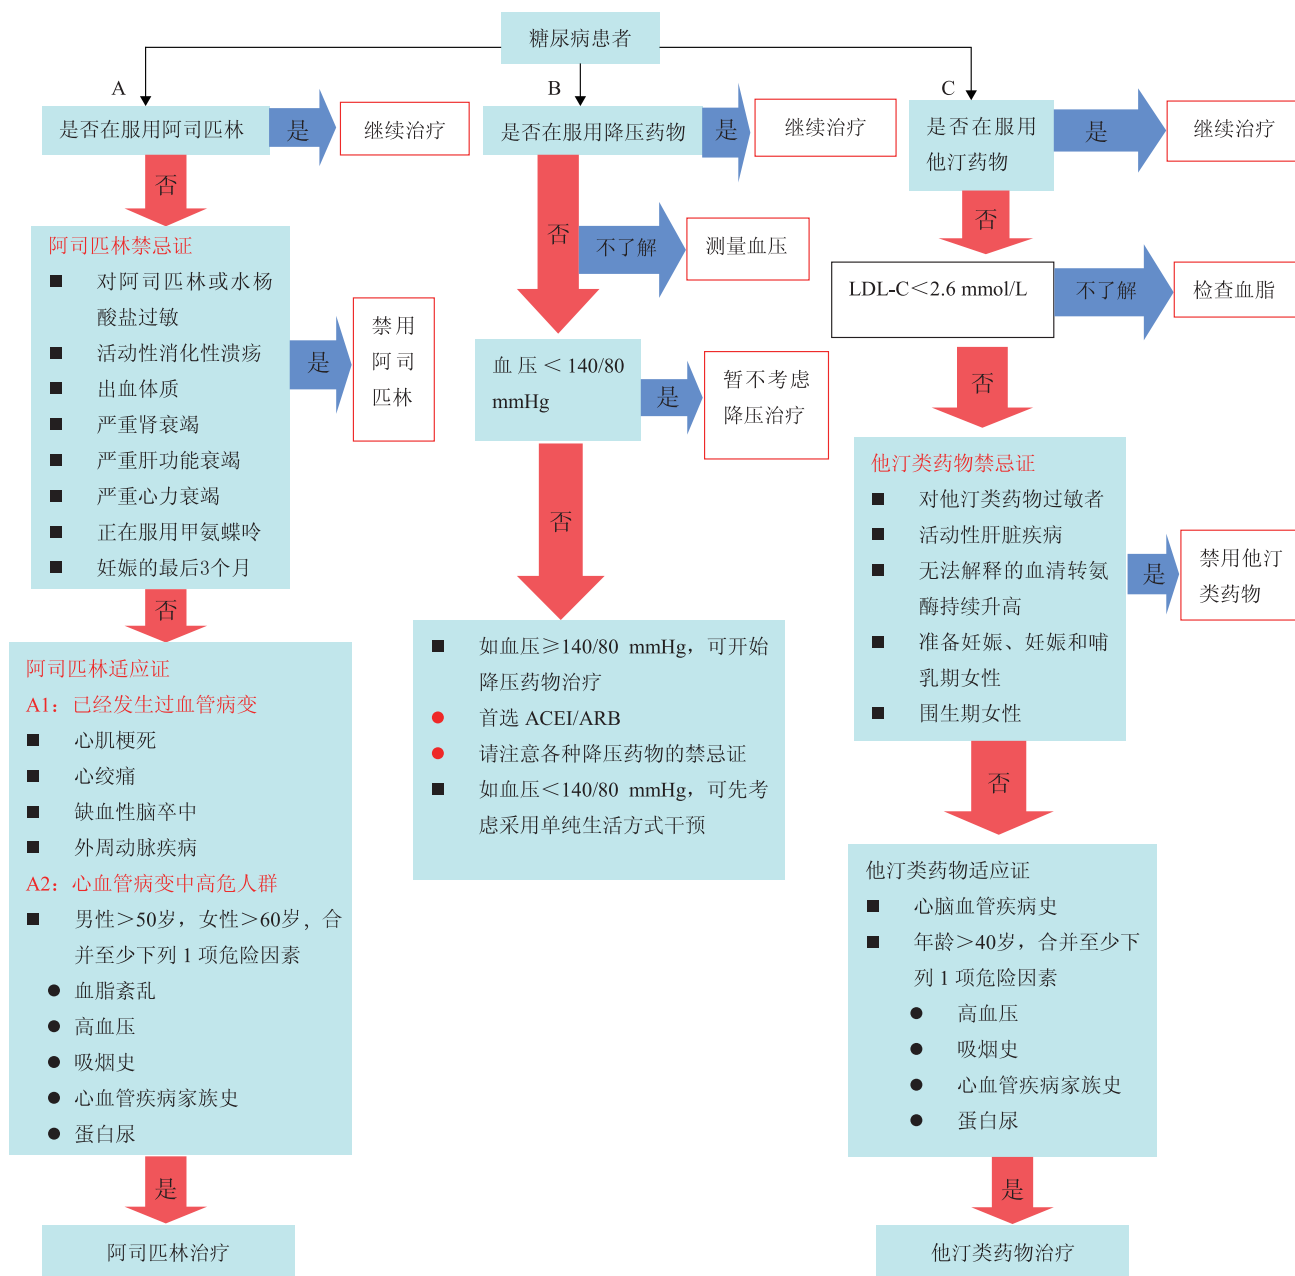 糖尿病患者
A
是否在服用阿司匹林
是
继续治疗
否
阿司匹林禁忌证
■ 对阿司匹林或水杨
酸盐过敏
■ 活动性消化性溃疡
■ 出血体质
■ 严重肾衰竭
■ 严重肝功能衰竭
■ 严重心力衰竭
■ 正在服用甲氨蝶呤
■ 妊娠的最后3个月
是
禁用
阿司
匹林
否
阿司匹林适应证
A1：已经发生过血管病变
■ 心肌梗死
■ 心绞痛
■ 缺血性脑卒中
■ 外周动脉疾病
A2：心血管病变中高危人群
■ 男性＞50岁，女性＞60岁，合
并至少下列 1 项危险因素
● 血脂紊乱
● 高血压
● 吸烟史
● 心血管疾病家族史
● 蛋白尿
是
阿司匹林治疗
B
是否在服用降压药物
是
继续治疗
否
不了解
测量血压
血压＜140/80
mmHg
是
暂不考虑
降压治疗
否
■ 如血压≥140/80 mmHg，可开始
降压药物治疗
● 首选 ACEI/ARB
● 请注意各种降压药物的禁忌证
■ 如血压＜140/80 mmHg，可先考
虑采用单纯生活方式干预
C
是否在服用
他汀药物
是
继续治疗
否
LDL-C＜2.6 mmol/L
不了解
检查血脂
否
他汀类药物禁忌证
■ 对他汀类药物过敏者
■ 活动性肝脏疾病
■ 无法解释的血清转氨
酶持续升高
■ 准备妊娠、妊娠和哺
乳期女性
■ 围生期女性
是
禁用他汀
类药物
否
他汀类药物适应证
■ 心脑血管疾病史
■ 年龄＞40岁，合并至少下
列 1 项危险因素
● 高血压
● 吸烟史
● 心血管疾病家族史
● 蛋白尿
是
他汀类药物治疗